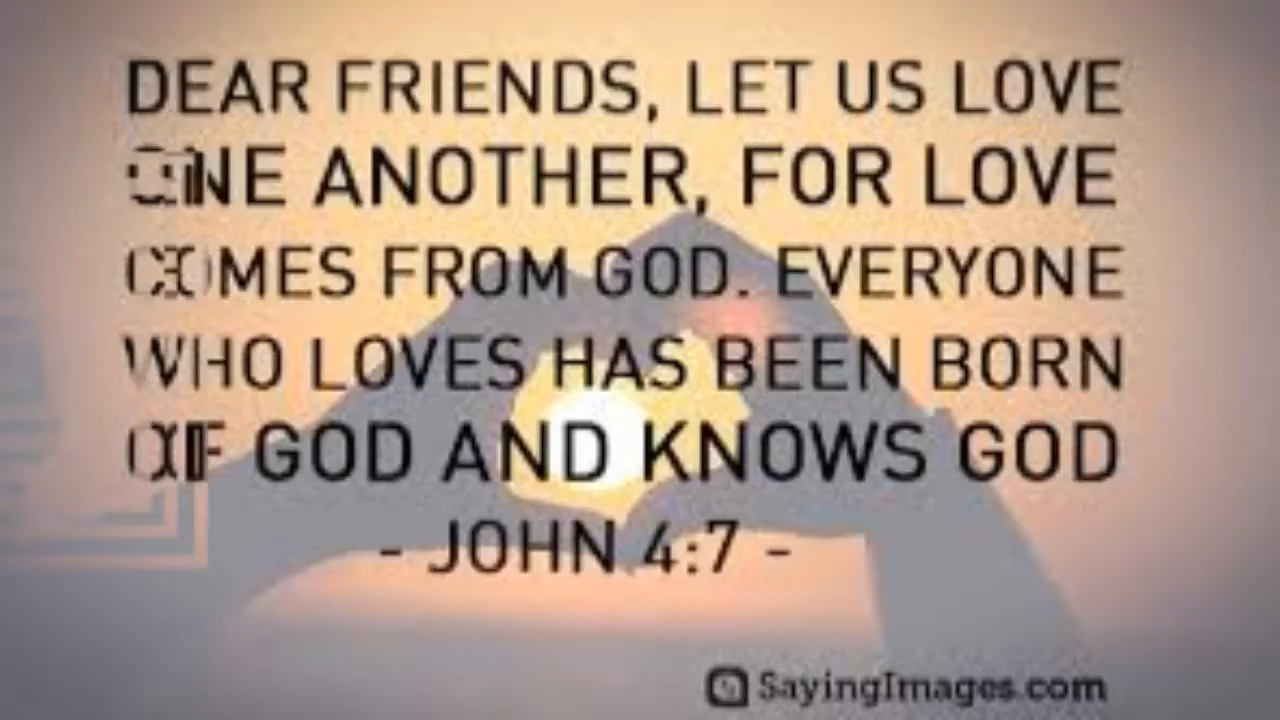 DEAR FRIENDS, LET US LOVE
ONE ANOTHER, FOR LOVE
COMES FROM GOD. EVERYONE
WHO LOVES HAS BEEN BORN
OF GOD AND KNOWS GOD
- JOHN 4:7 -
SayingImages.com